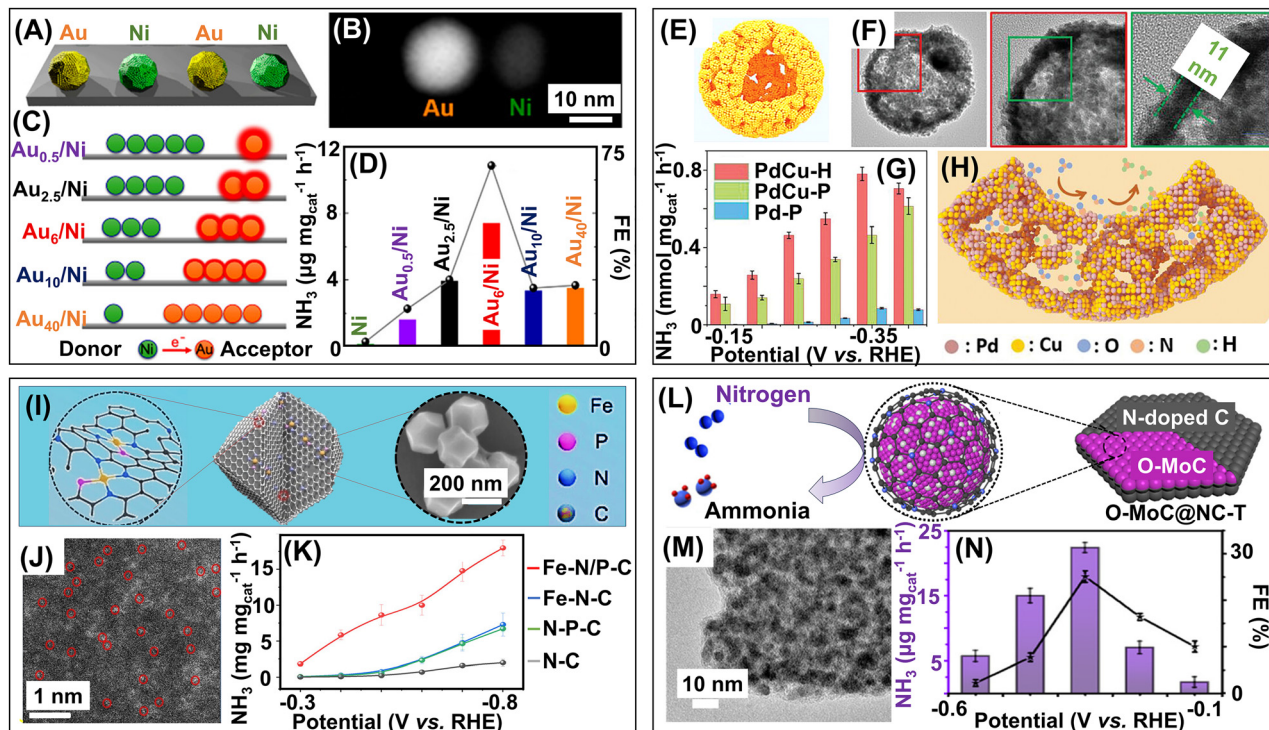 (A)
Au Ni Au Ni
(B)
Au Ni
10 nm
(C)
Au0.5/Ni
Au2.5/Ni
Au6/Ni
Au10/Ni
Au40/Ni
Donor Ni e⁻ Au Acceptor
(D)
NH3 (µg mgcat⁻¹ h⁻¹)
12
8
4
0
FE (%)
75
0
Ni
Au0.5/Ni
Au2.5/Ni
Au6/Ni
Au10/Ni
Au40/Ni
(E)
(F)
11 nm
(G)
PdCu-H
PdCu-P
Pd-P
NH3 (mmol mgcat⁻¹ h⁻¹)
0.8
0.4
0
-0.15 -0.35
Potential (V vs. RHE)
(H)
: Pd : Cu : O : N : H
(I)
200 nm
Fe
P
N
C
(J)
1 nm
(K)
NH3 (mg mgcat⁻¹ h⁻¹)
15
10
5
0
-0.3 -0.8
Potential (V vs. RHE)
Fe-N/P-C
Fe-N-C
N-P-C
N-C
(L)
Nitrogen
Ammonia
N-doped C
O-MoC
O-MoC@NC-T
(M)
10 nm
(N)
NH3 (µg mgcat⁻¹ h⁻¹)
25
15
5
FE (%)
30
0
-0.6 -0.1
Potential (V vs. RHE)